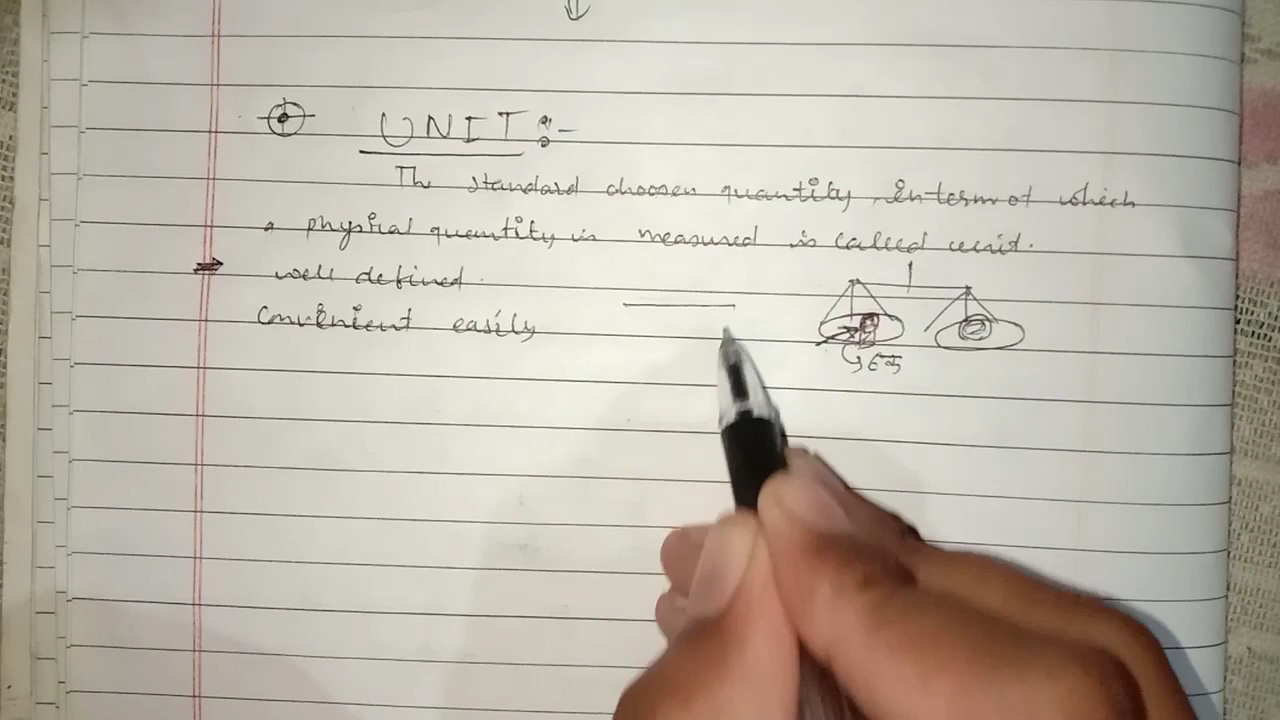 UNIT :-
The standard choosen quantity, in term of which
a physical quantity is measured is called unit.
well defined.
Convenient easily